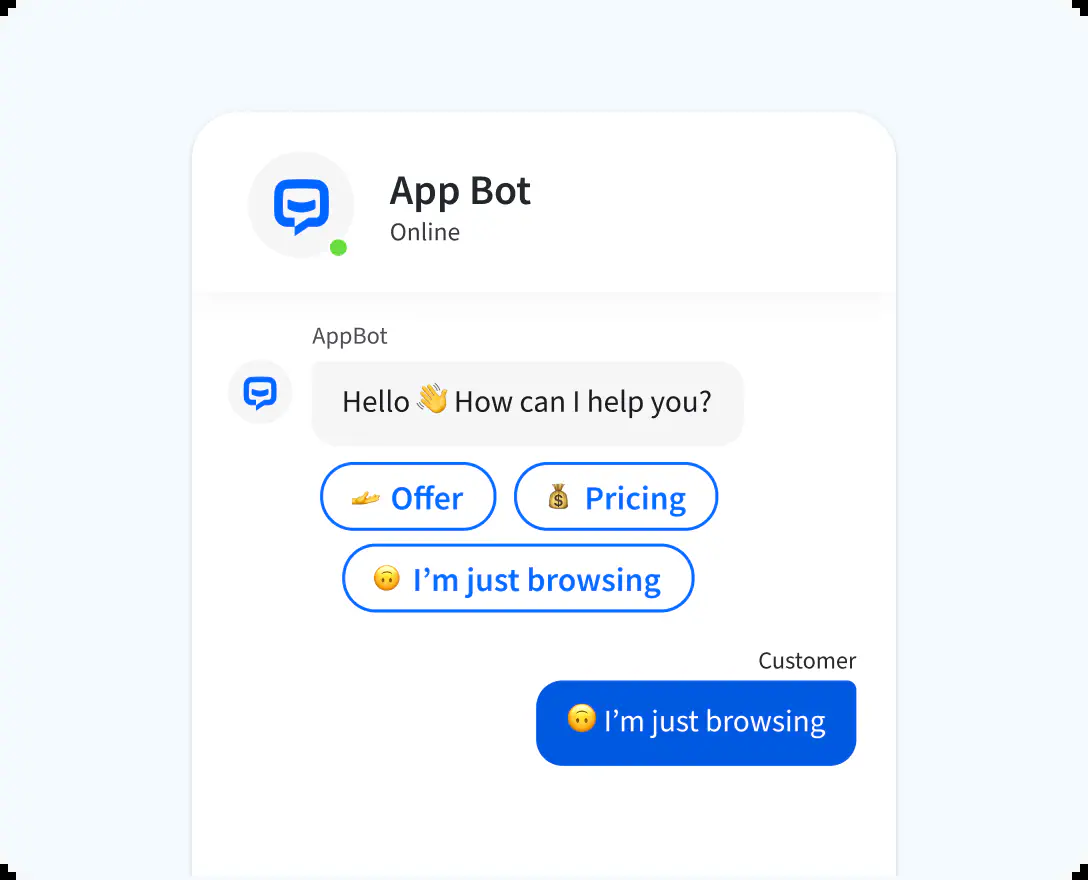 App Bot
Online
AppBot
Hello 👋 How can I help you?
🫴 Offer
💰 Pricing
🙃 I’m just browsing
Customer
🙃 I’m just browsing